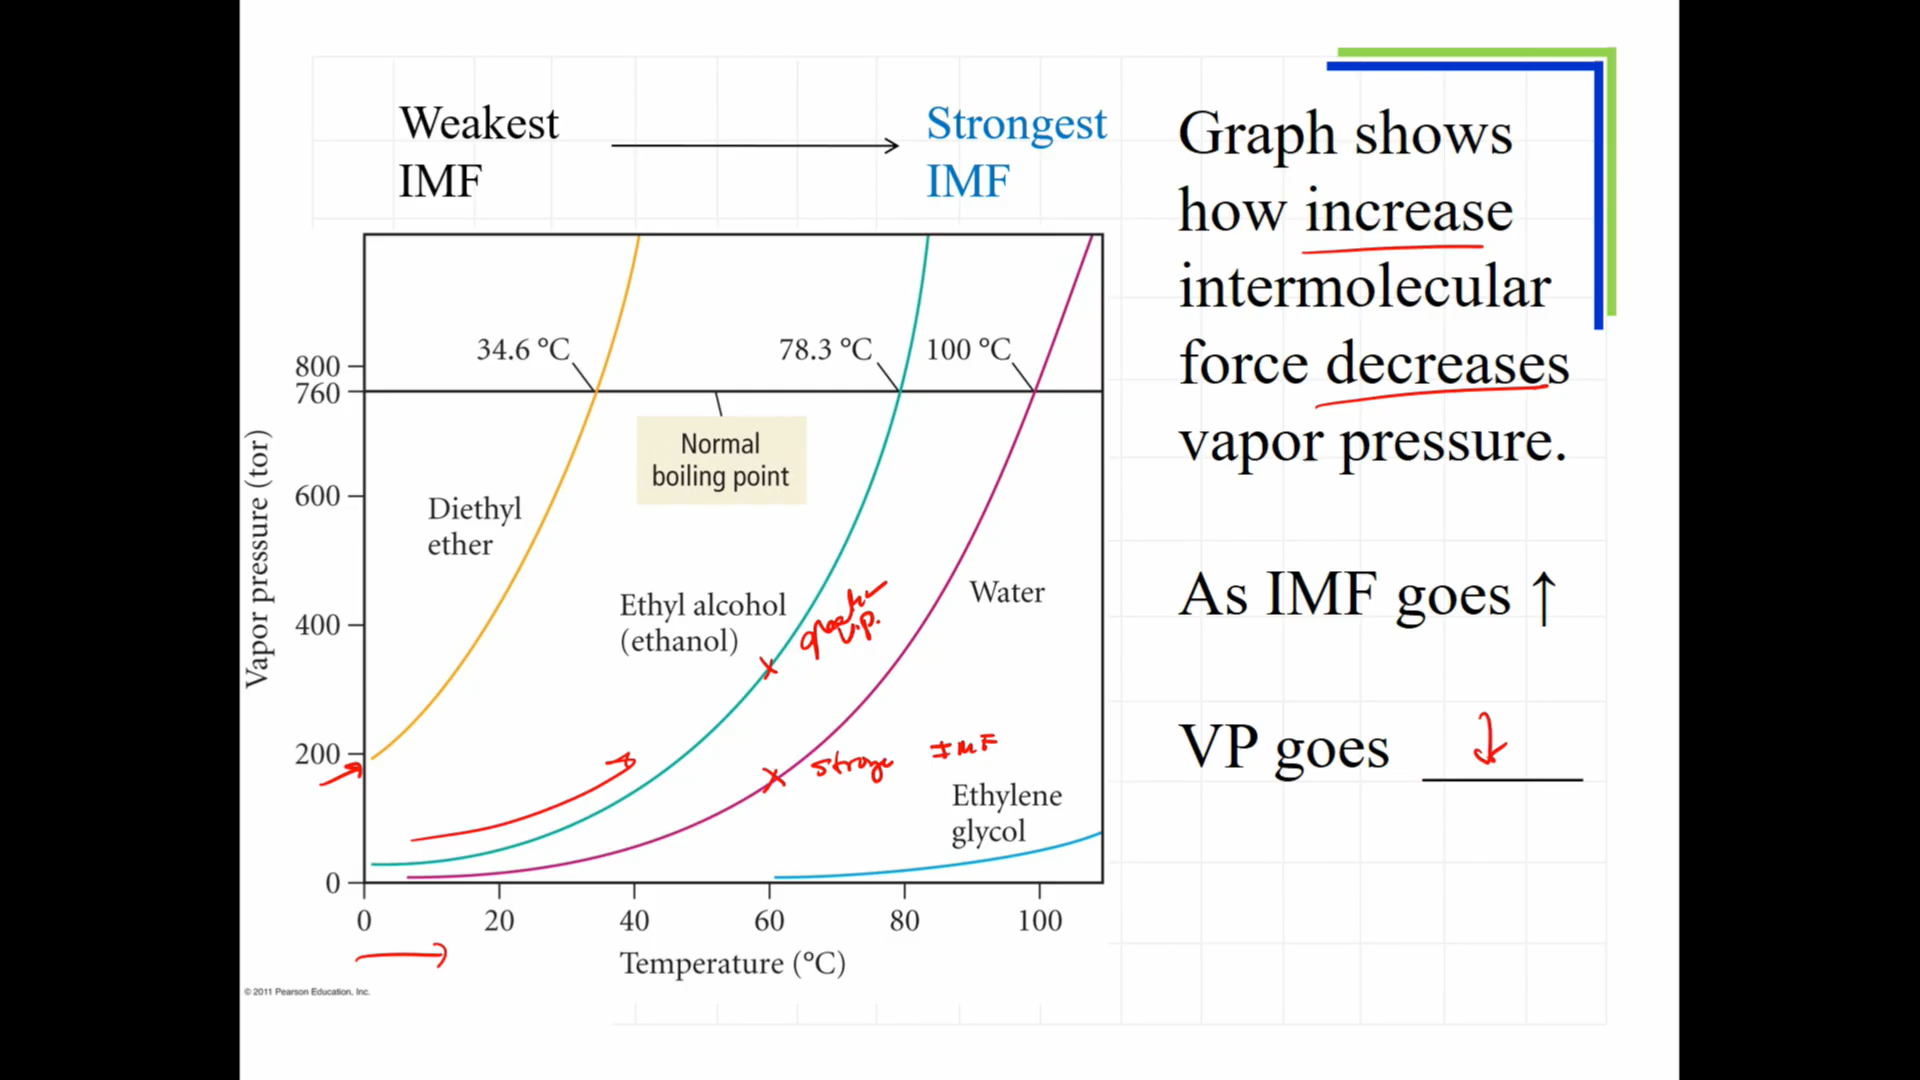 Weakest
IMF
Strongest
IMF
Graph shows
how increase
intermolecular
force decreases
vapor pressure.
As IMF goes ↑
VP goes ↓
Vapor pressure (tor)
800
760
600
400
200
0
34.6 °C
78.3 °C
100 °C
Normal
boiling point
Diethyl
ether
Ethyl alcohol
(ethanol)
greater
v.p.
Water
IMF
Ethylene
glycol
0 20 40 60 80 100
Temperature (°C)
© 2011 Pearson Education, Inc.